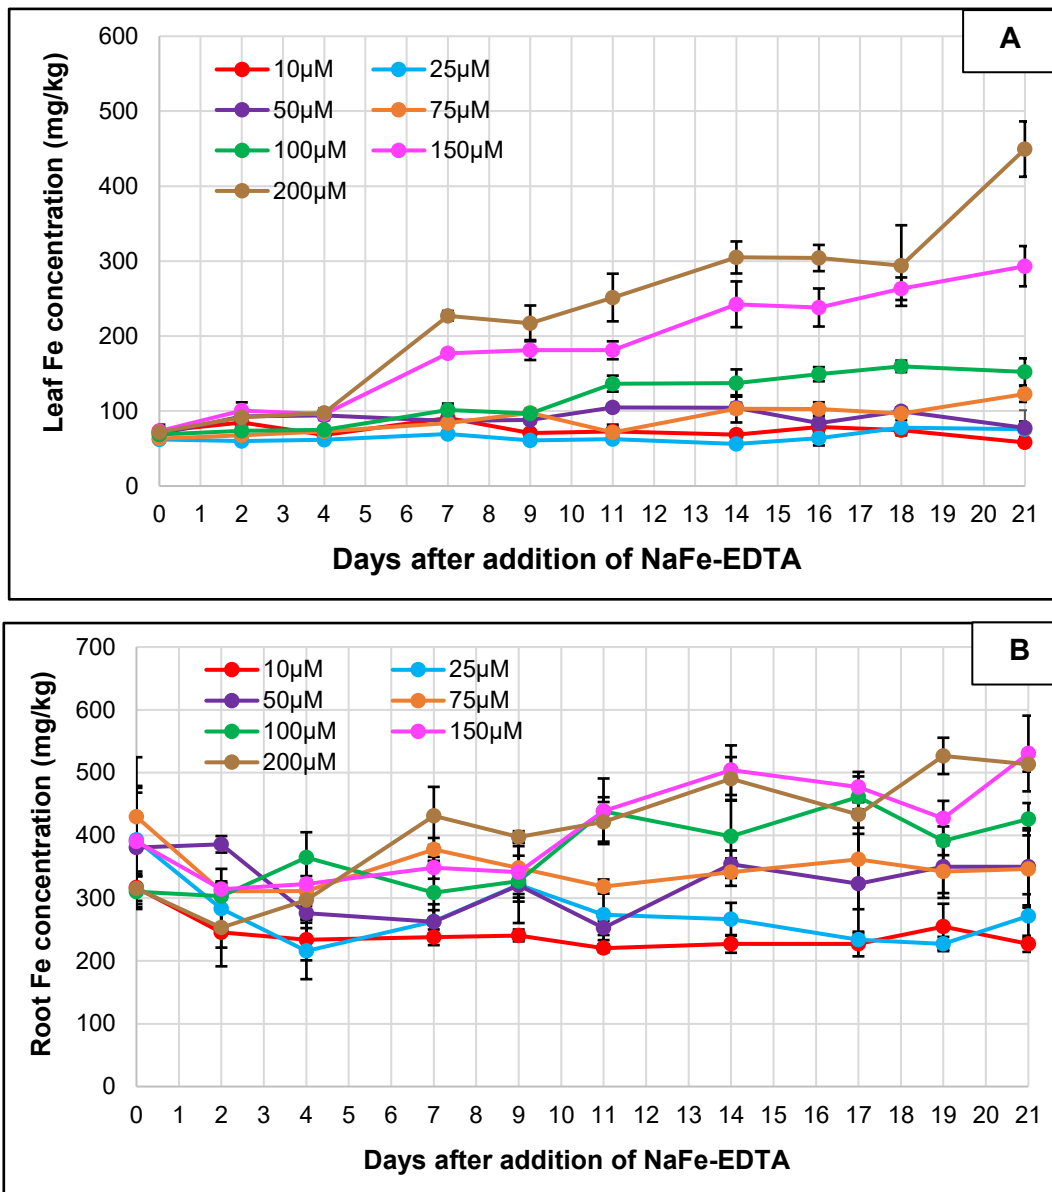 A
Leaf Fe concentration (mg/kg)
600
500
400
300
200
100
0
10µM 25µM
50µM 75µM
100µM 150µM
200µM
0 1 2 3 4 5 6 7 8 9 10 11 12 13 14 15 16 17 18 19 20 21
Days after addition of NaFe-EDTA
B
Root Fe concentration (mg/kg)
700
600
500
400
300
200
100
0
10µM 25µM
50µM 75µM
100µM 150µM
200µM
0 1 2 3 4 5 6 7 8 9 10 11 12 13 14 15 16 17 18 19 20 21
Days after addition of NaFe-EDTA